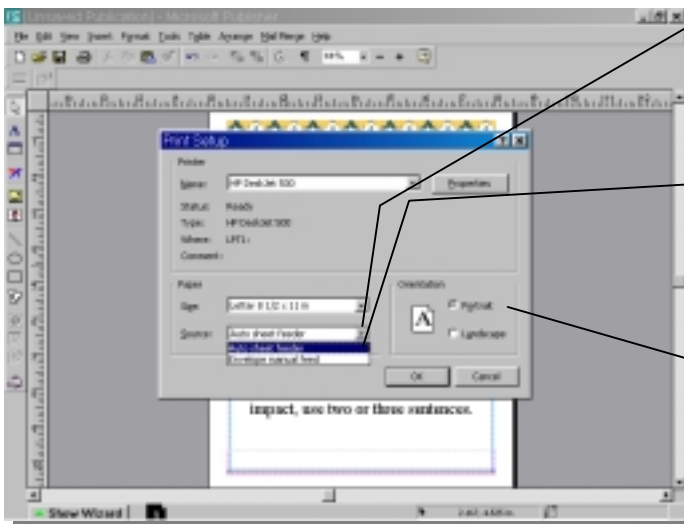 [Unsaved Publication] - Microsoft Publisher
File Edit View Insert Format Tools Table Arrange Mail Merge Help
Print Setup
Printer
Name: HP DeskJet 500
Properties
Status: Ready
Type: HP DeskJet 500
Where: LPT1:
Comment:
Paper
Size: Letter 8 1/2 x 11 in
Source: Auto sheet feeder
Auto sheet feeder
Envelope manual feed
Orientation
A
Portrait
Landscape
OK Cancel
impact, use two or three sentences.
Show Wizard